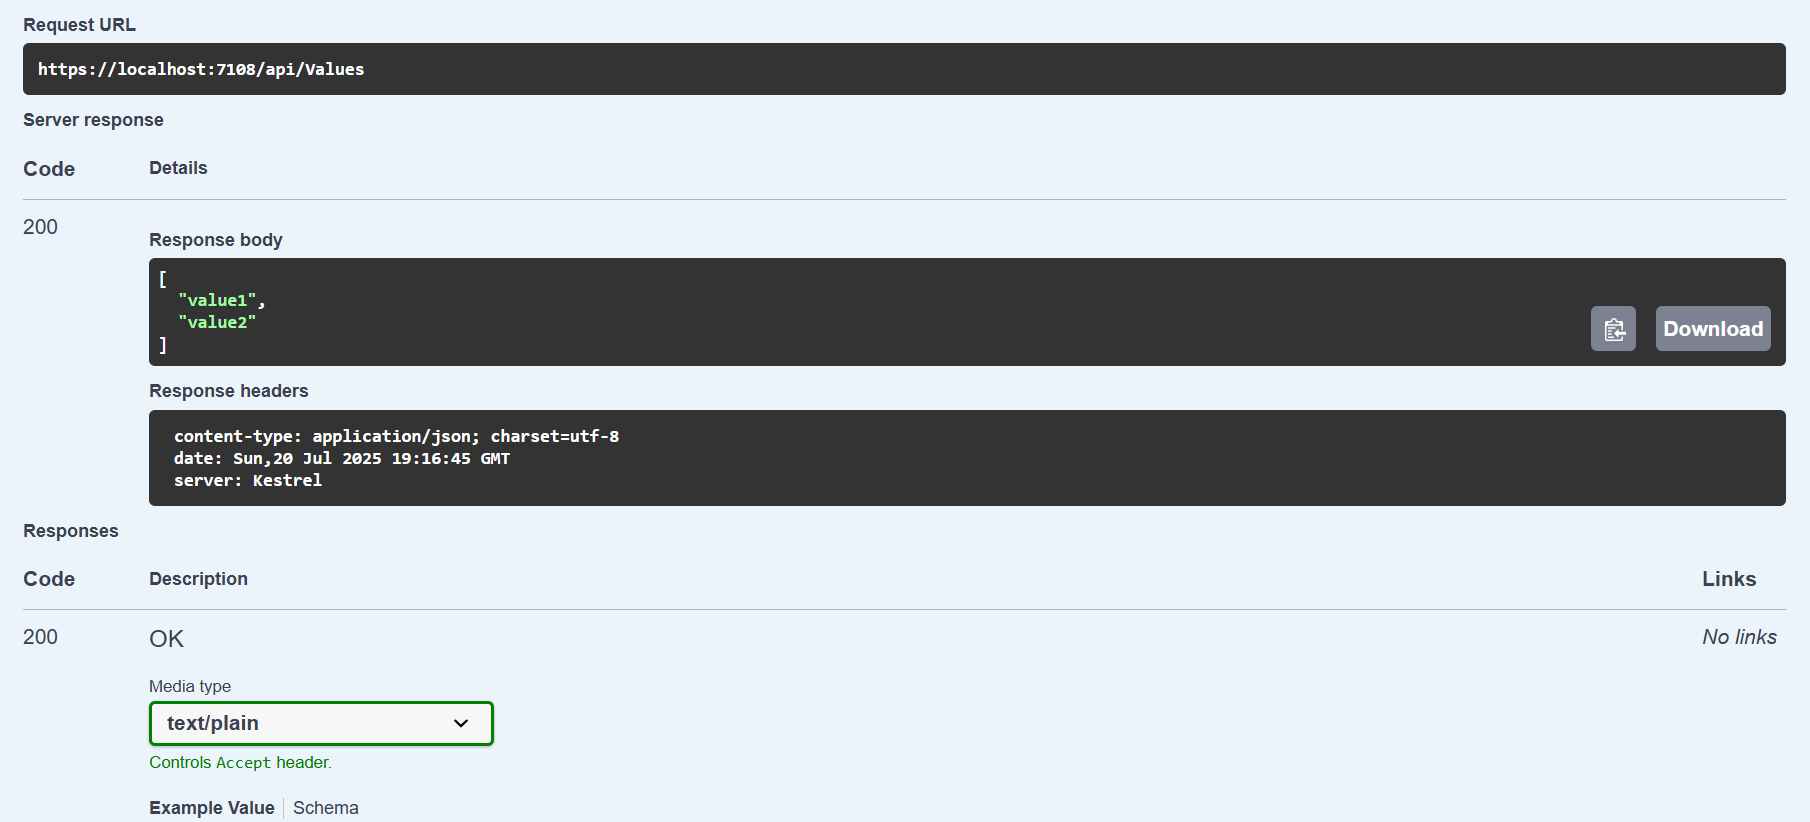 Request URL
https://localhost:7108/api/Values
Server response
Code Details
200
Response body
[
"value1",
"value2"
]
Download
Response headers
content-type: application/json; charset=utf-8
date: Sun,20 Jul 2025 19:16:45 GMT
server: Kestrel
Responses
Code Description Links
200 OK No links
Media type
text/plain
Controls Accept header.
Example Value Schema